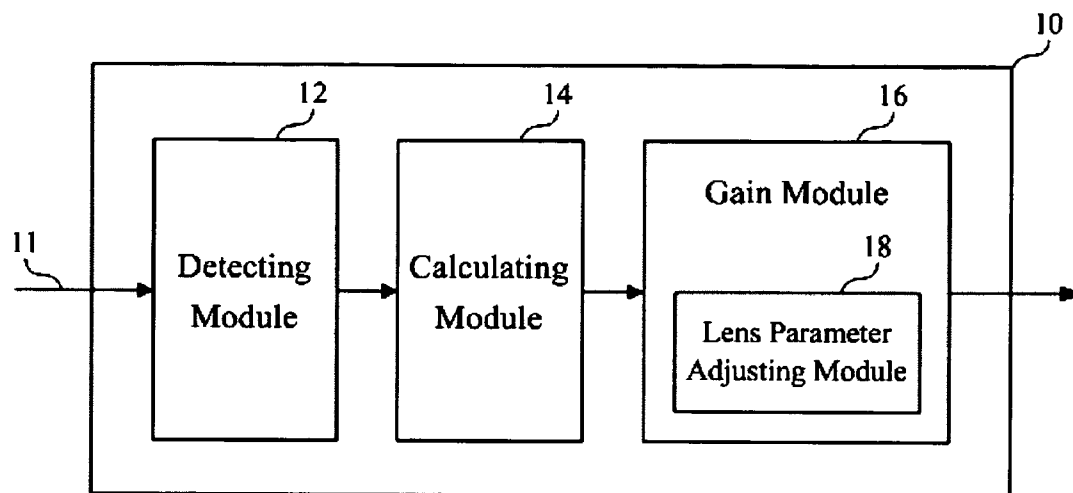 10
12
14
16
Gain Module
11
Detecting
Module
Calculating
Module
18
Lens Parameter
Adjusting Module